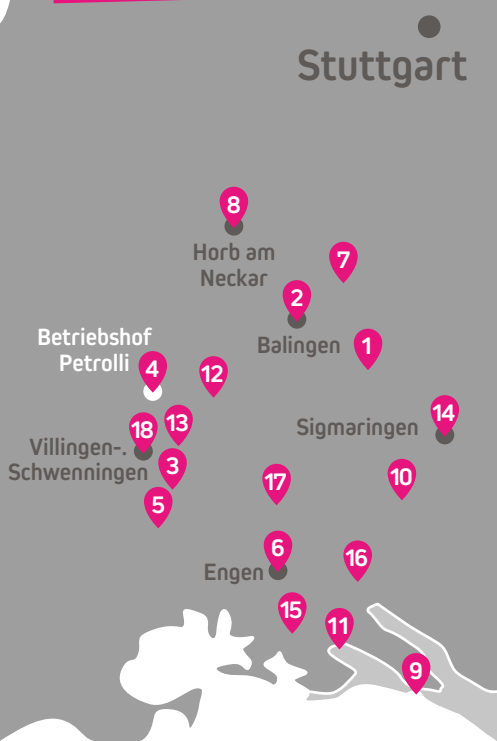 Stuttgart
8
Horb am
Neckar
7
2
Balingen
1
Betriebshof
Petrolli
4
12
14
Sigmaringen
18
13
Villingen-.
Schwenningen
3
10
17
5
6
Engen
16
15
11
9